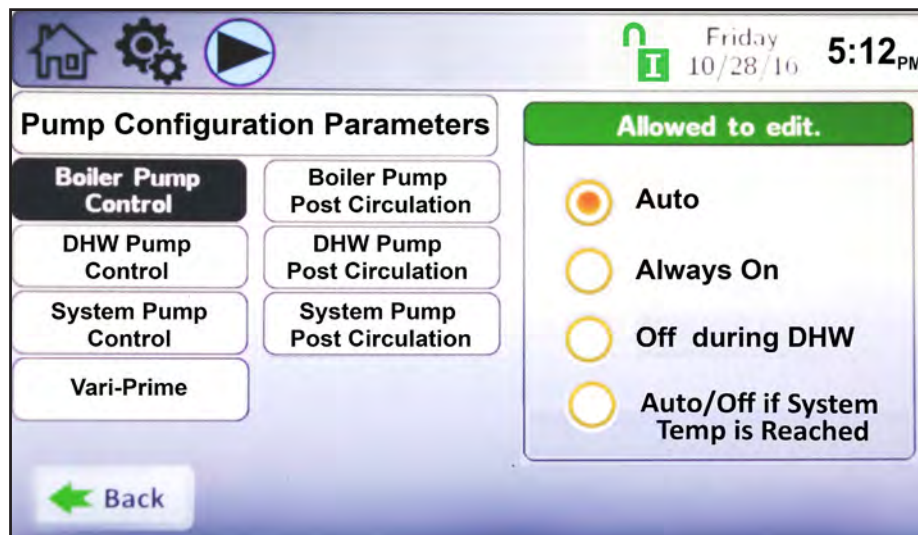 I
Friday
10/28/16
5:12PM
Pump Configuration Parameters
Boiler Pump
Control
Boiler Pump
Post Circulation
DHW Pump
Control
DHW Pump
Post Circulation
System Pump
Control
System Pump
Post Circulation
Vari-Prime
Back
Allowed to edit.
Auto
Always On
Off during DHW
Auto/Off if System
Temp is Reached